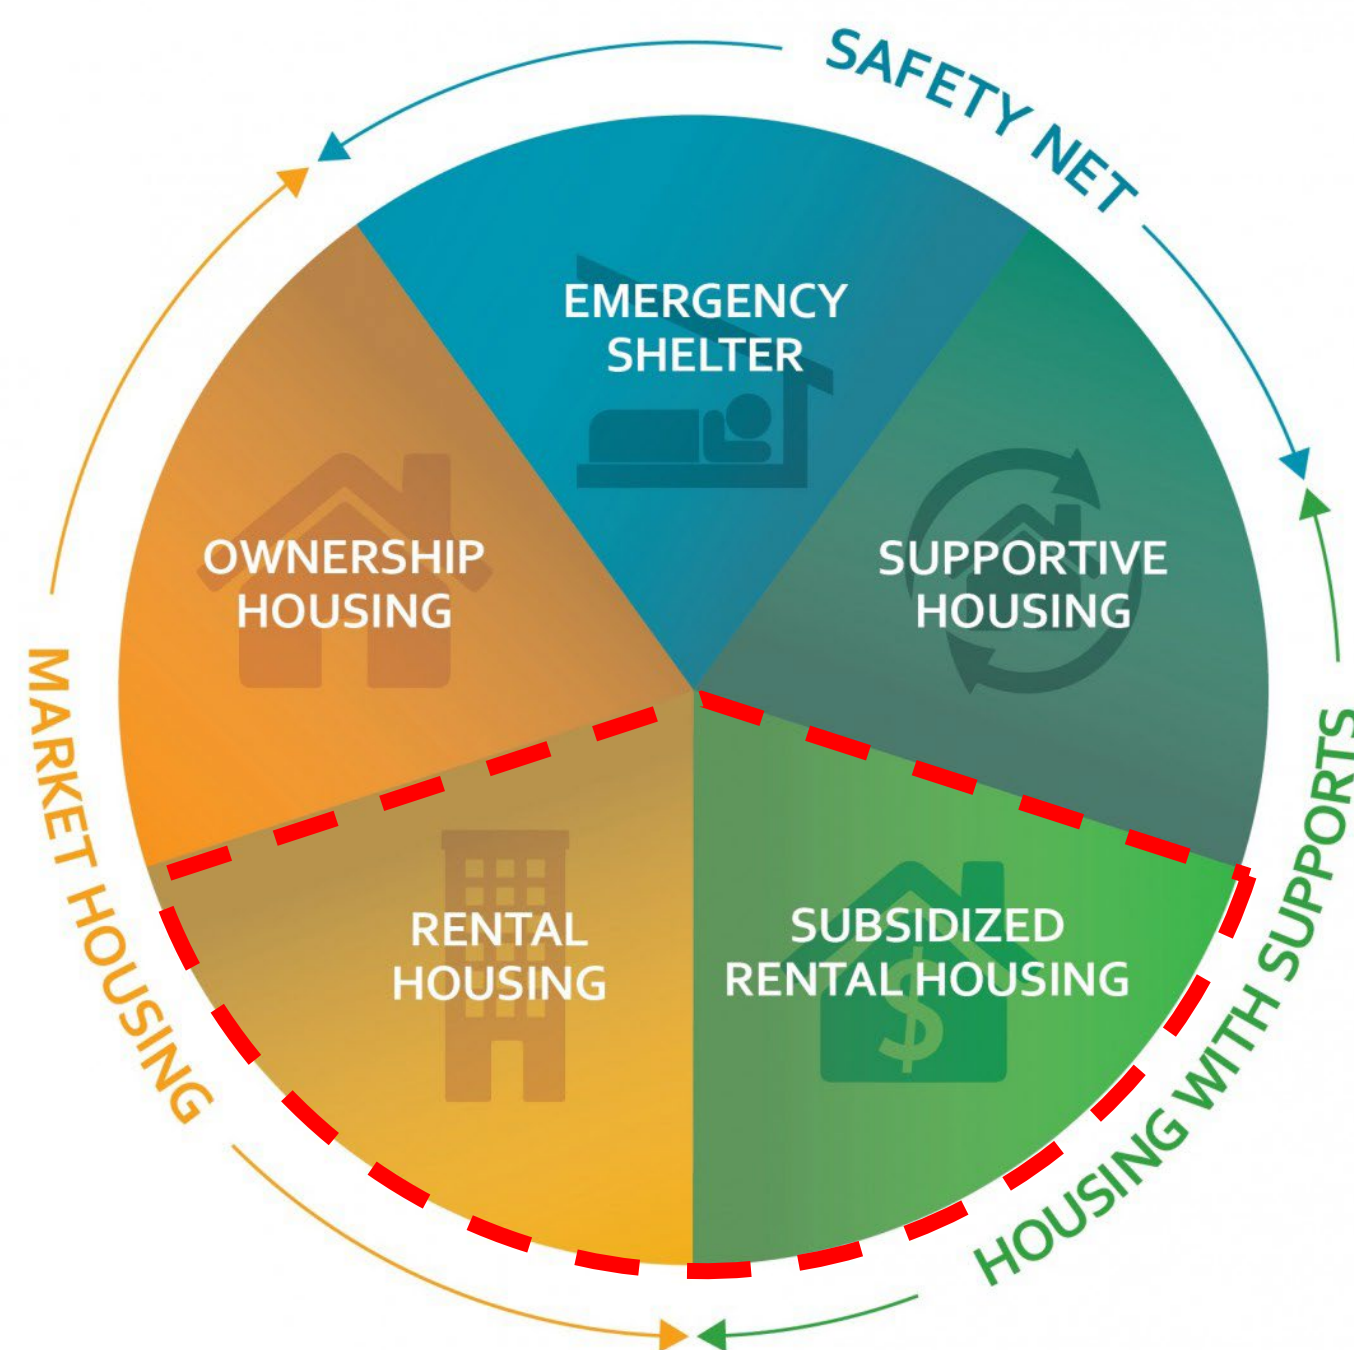 SAFETY NET
EMERGENCY
SHELTER
OWNERSHIP
HOUSING
SUPPORTIVE
HOUSING
MARKET HOUSING
RENTAL
HOUSING
SUBSIDIZED
RENTAL HOUSING
$
HOUSING WITH SUPPORTS